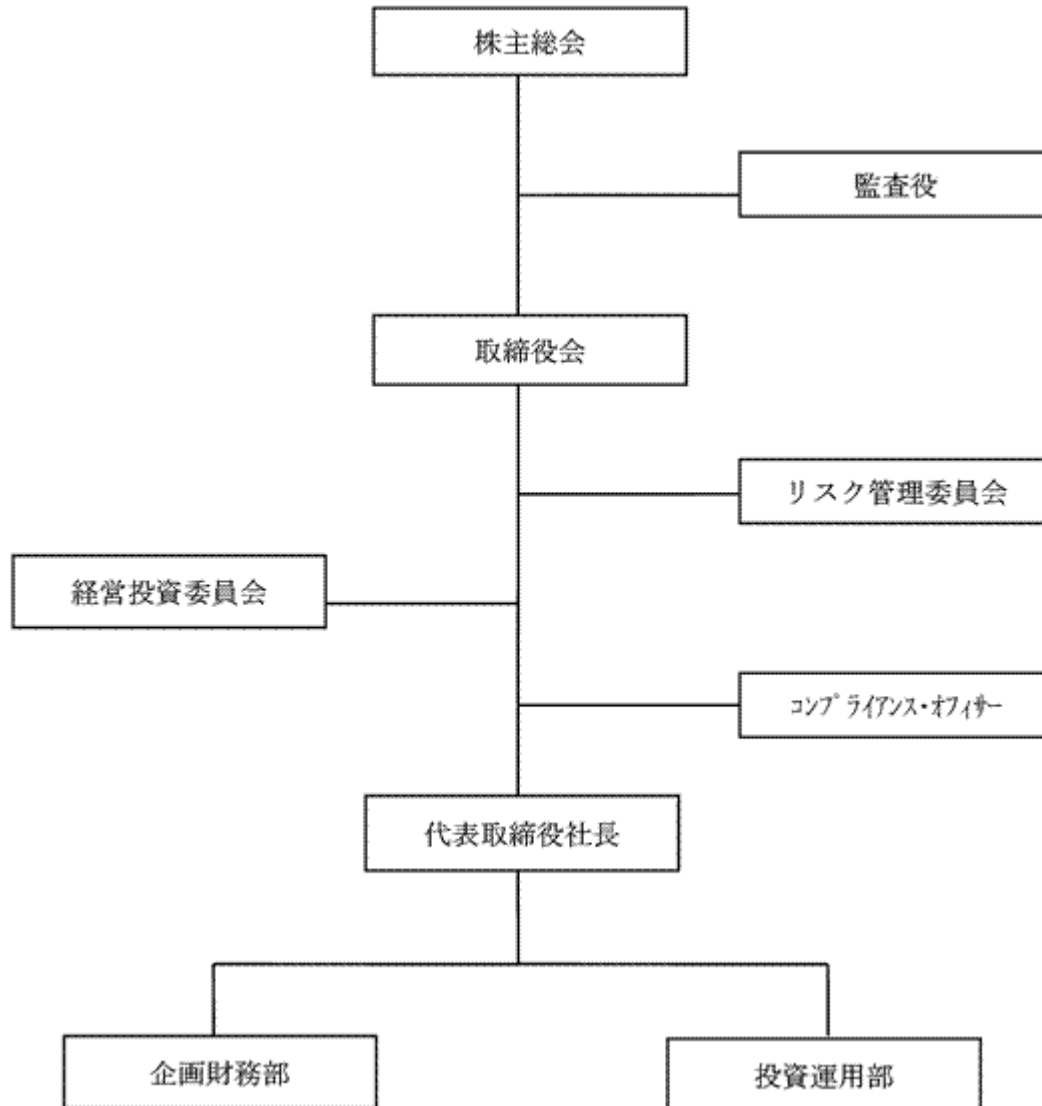 株主総会
監査役
取締役会
リスク管理委員会
経営投資委員会
ｺﾝﾌﾟﾗｲｱﾝｽ・ｵﾌｨｻｰ
代表取締役社長
企画財務部
投資運用部